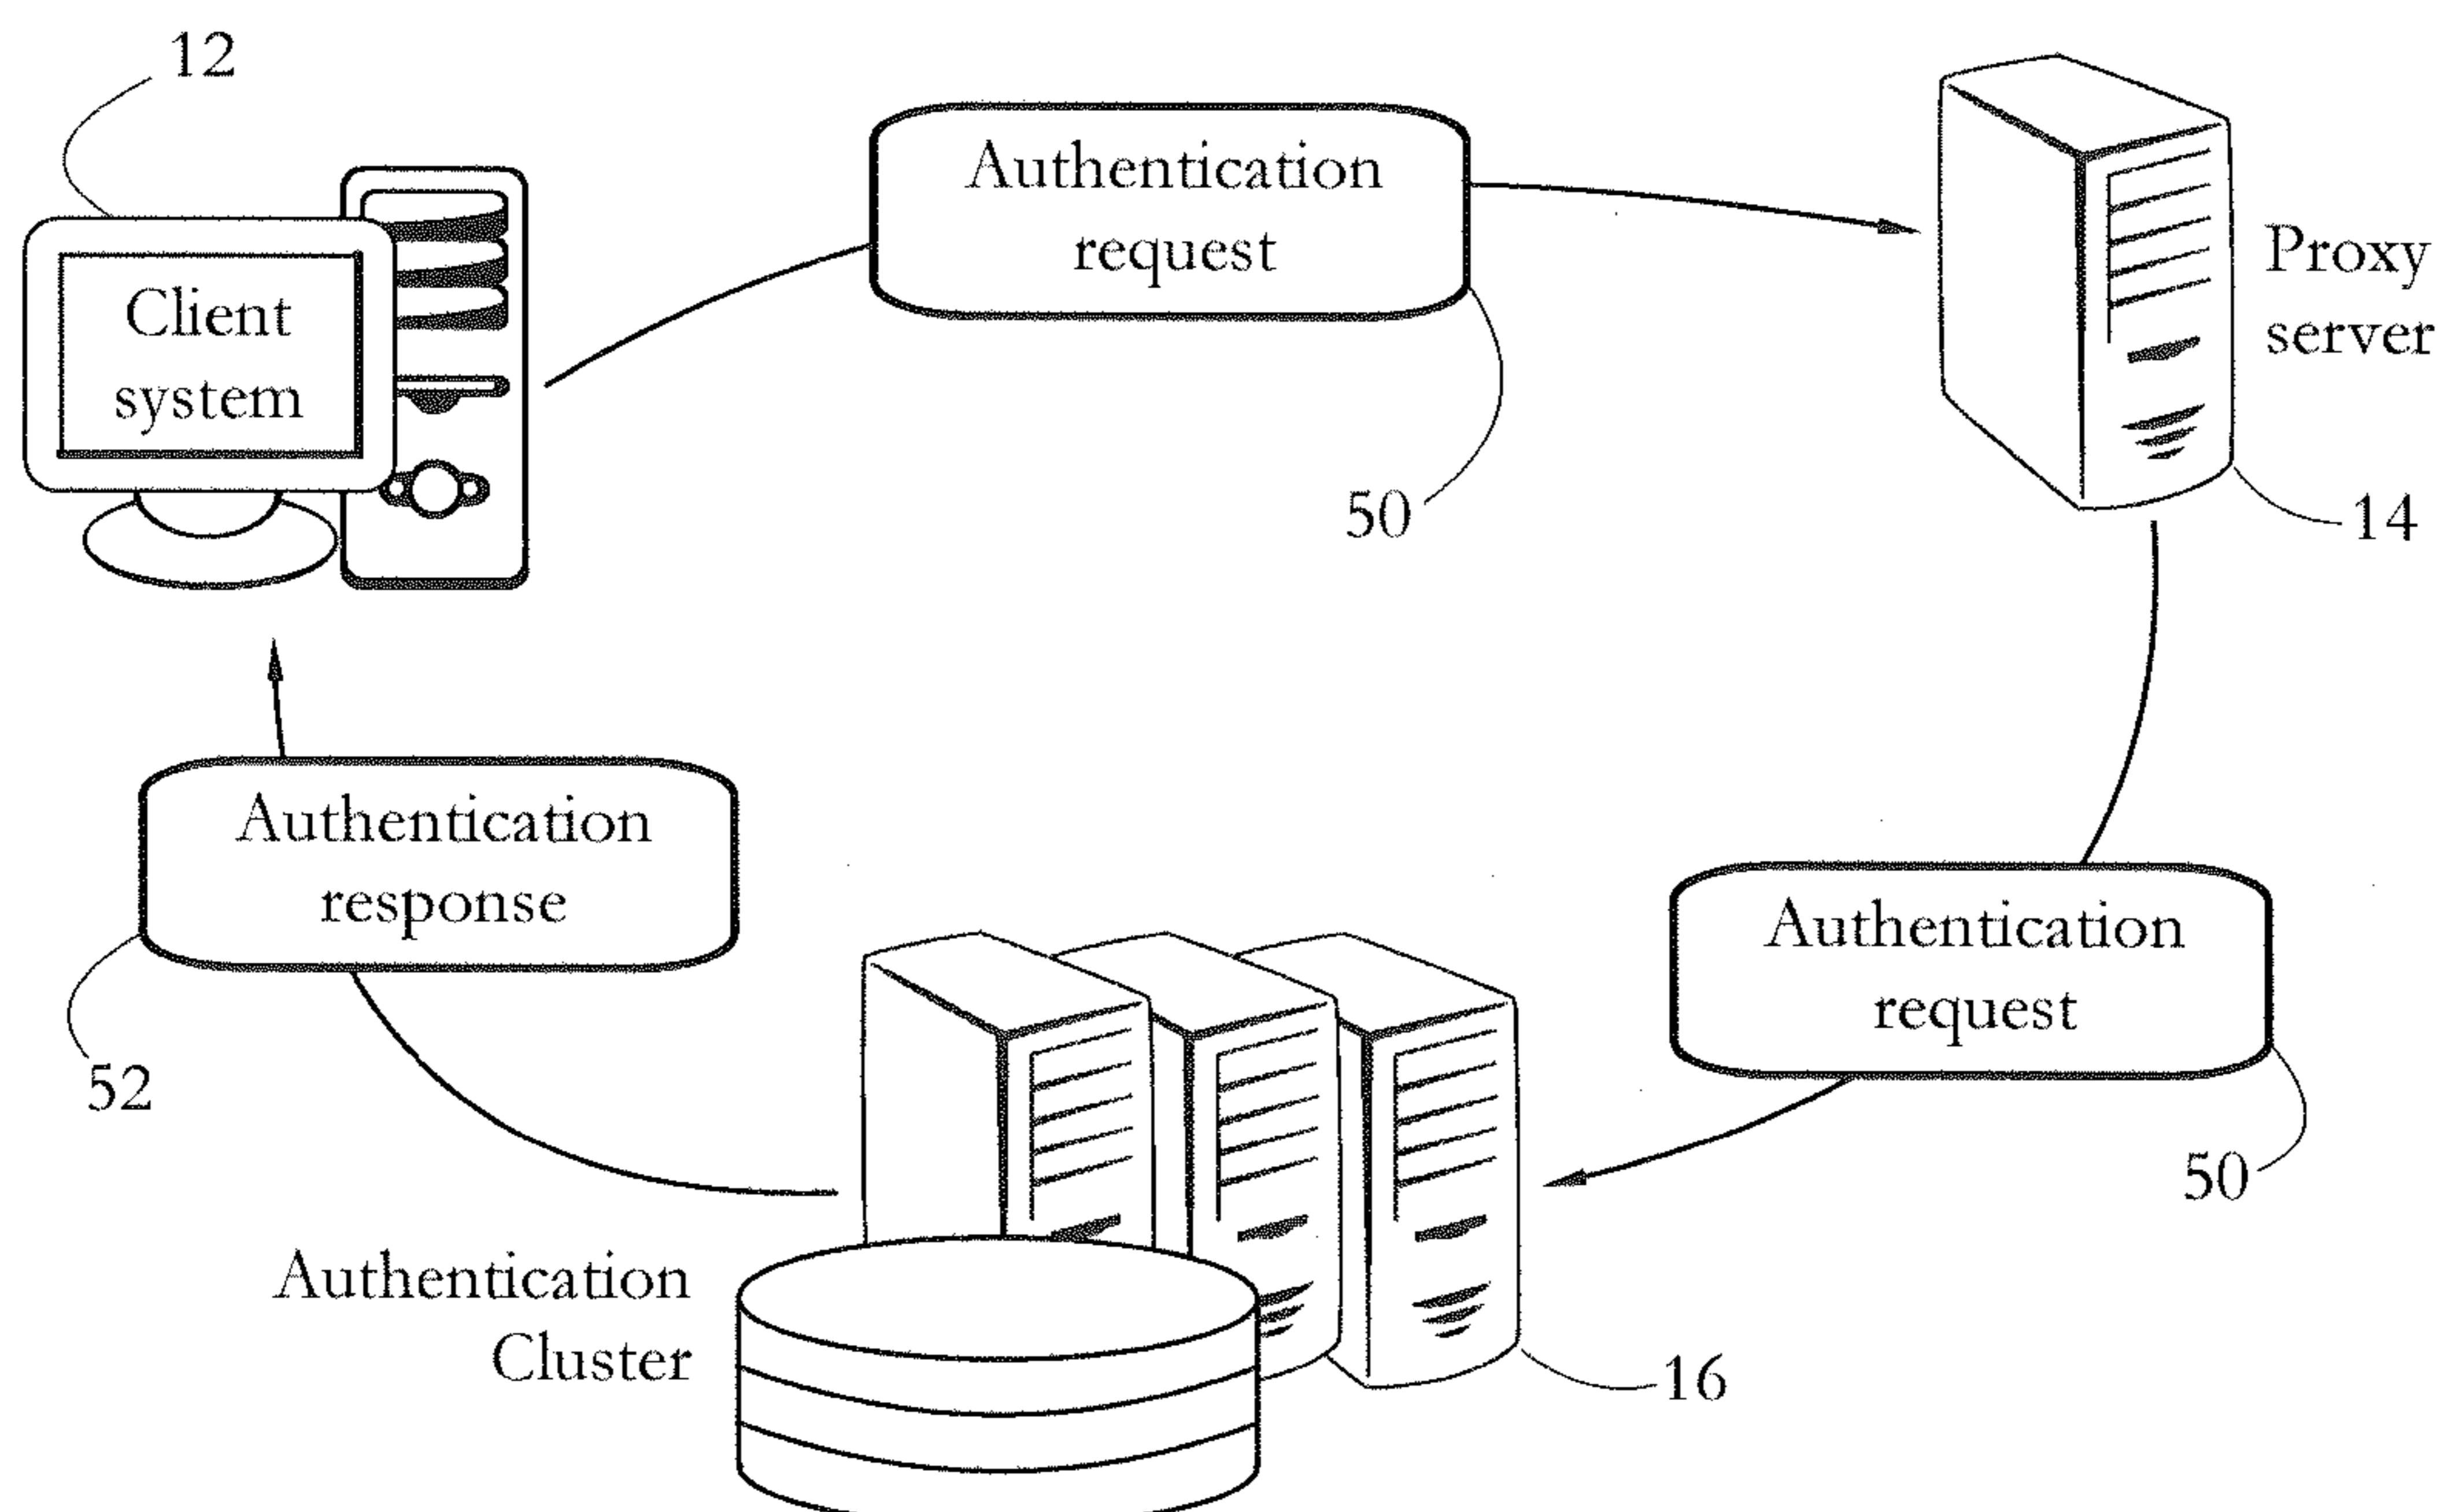 12
Authentication
request
Proxy
server
Client
system
50
14
Authentication
response
Authentication
request
52
50
Authentication
Cluster
16